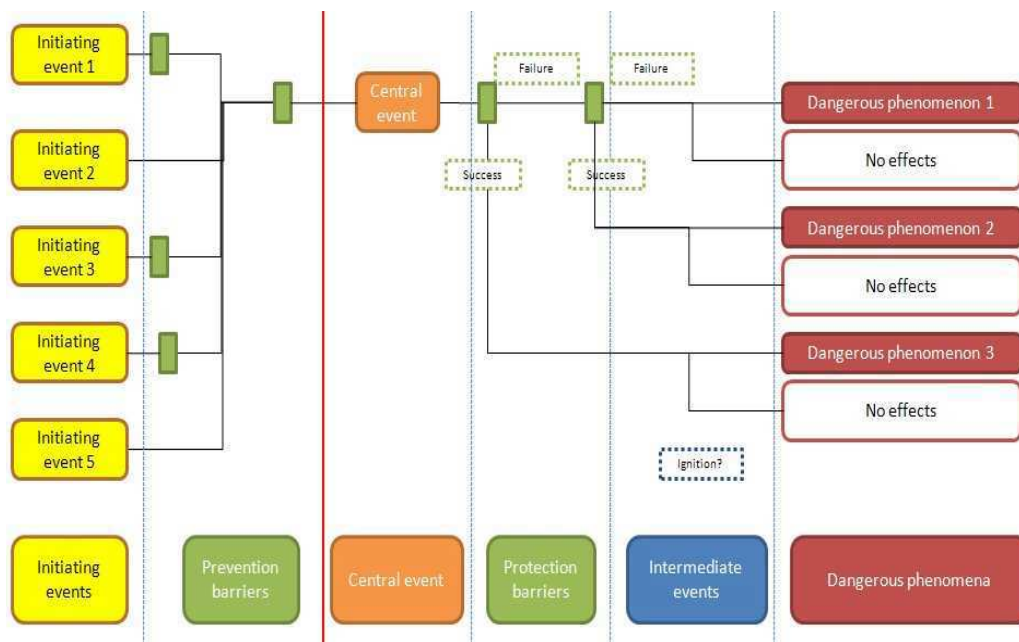 Initiating
event 1
Initiating
event 2
Initiating
event 3
Initiating
event 4
Initiating
event 5
Central
event
Failure
Failure
Success
Success
Dangerous phenomenon 1
No effects
Dangerous phenomenon 2
No effects
Dangerous phenomenon 3
No effects
Ignition?
Initiating
events
Prevention
barriers
Central event
Protection
barriers
Intermediate
events
Dangerous phenomena